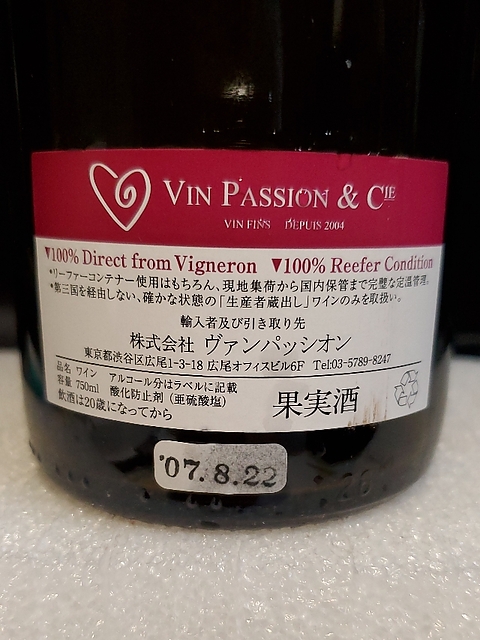 VIN PASSION & CIE
VIN FINS DEPUIS 2004
▼100% Direct from Vigneron ▼100% Reefer Condition
*リーファーコンテナー使用はもちろん、現地集荷から国内保管まで完璧な定温管理。
*第三国を経由しない、確かな状態の「生産者蔵出し」ワインのみを取扱い。
輸入者及び引き取り先
株式会社 ヴァンパッシオン
東京都渋谷区広尾1-3-18 広尾オフィスビル6F Tel:03-5789-8247
品名 ワイン アルコール分はラベルに記載
容量 750ml 酸化防止剤（亜硫酸塩）
飲酒は20歳になってから
果実酒
'07.8.22